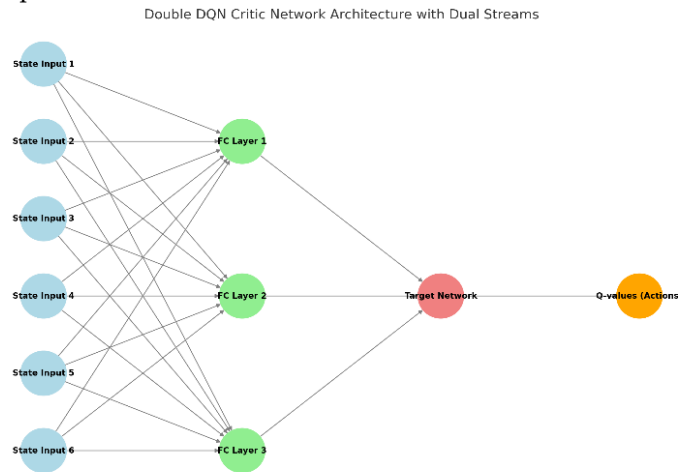 Double DQN Critic Network Architecture with Dual Streams
State Input 1
State Input 2
FC Layer 1
State Input 3
State Input 4
FC Layer 2
Target Network
Q-values (Actions
State Input 5
State Input 6
FC Layer 3